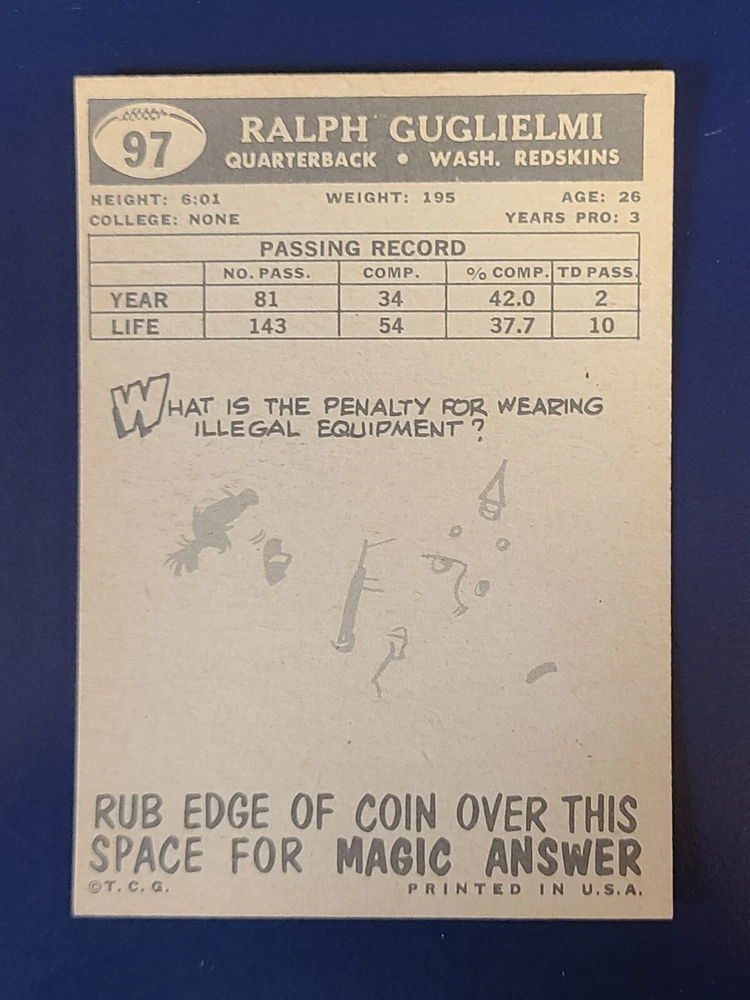 97
RALPH GUGLIELMI
QUARTERBACK • WASH. REDSKINS
HEIGHT: 6:01 WEIGHT: 195 AGE: 26
COLLEGE: NONE YEARS PRO: 3
PASSING RECORD
NO. PASS. COMP. % COMP. TD PASS.
YEAR 81 34 42.0 2
LIFE 143 54 37.7 10
WHAT IS THE PENALTY FOR WEARING
ILLEGAL EQUIPMENT?
RUB EDGE OF COIN OVER THIS
SPACE FOR MAGIC ANSWER
©T.C.G. PRINTED IN U.S.A.